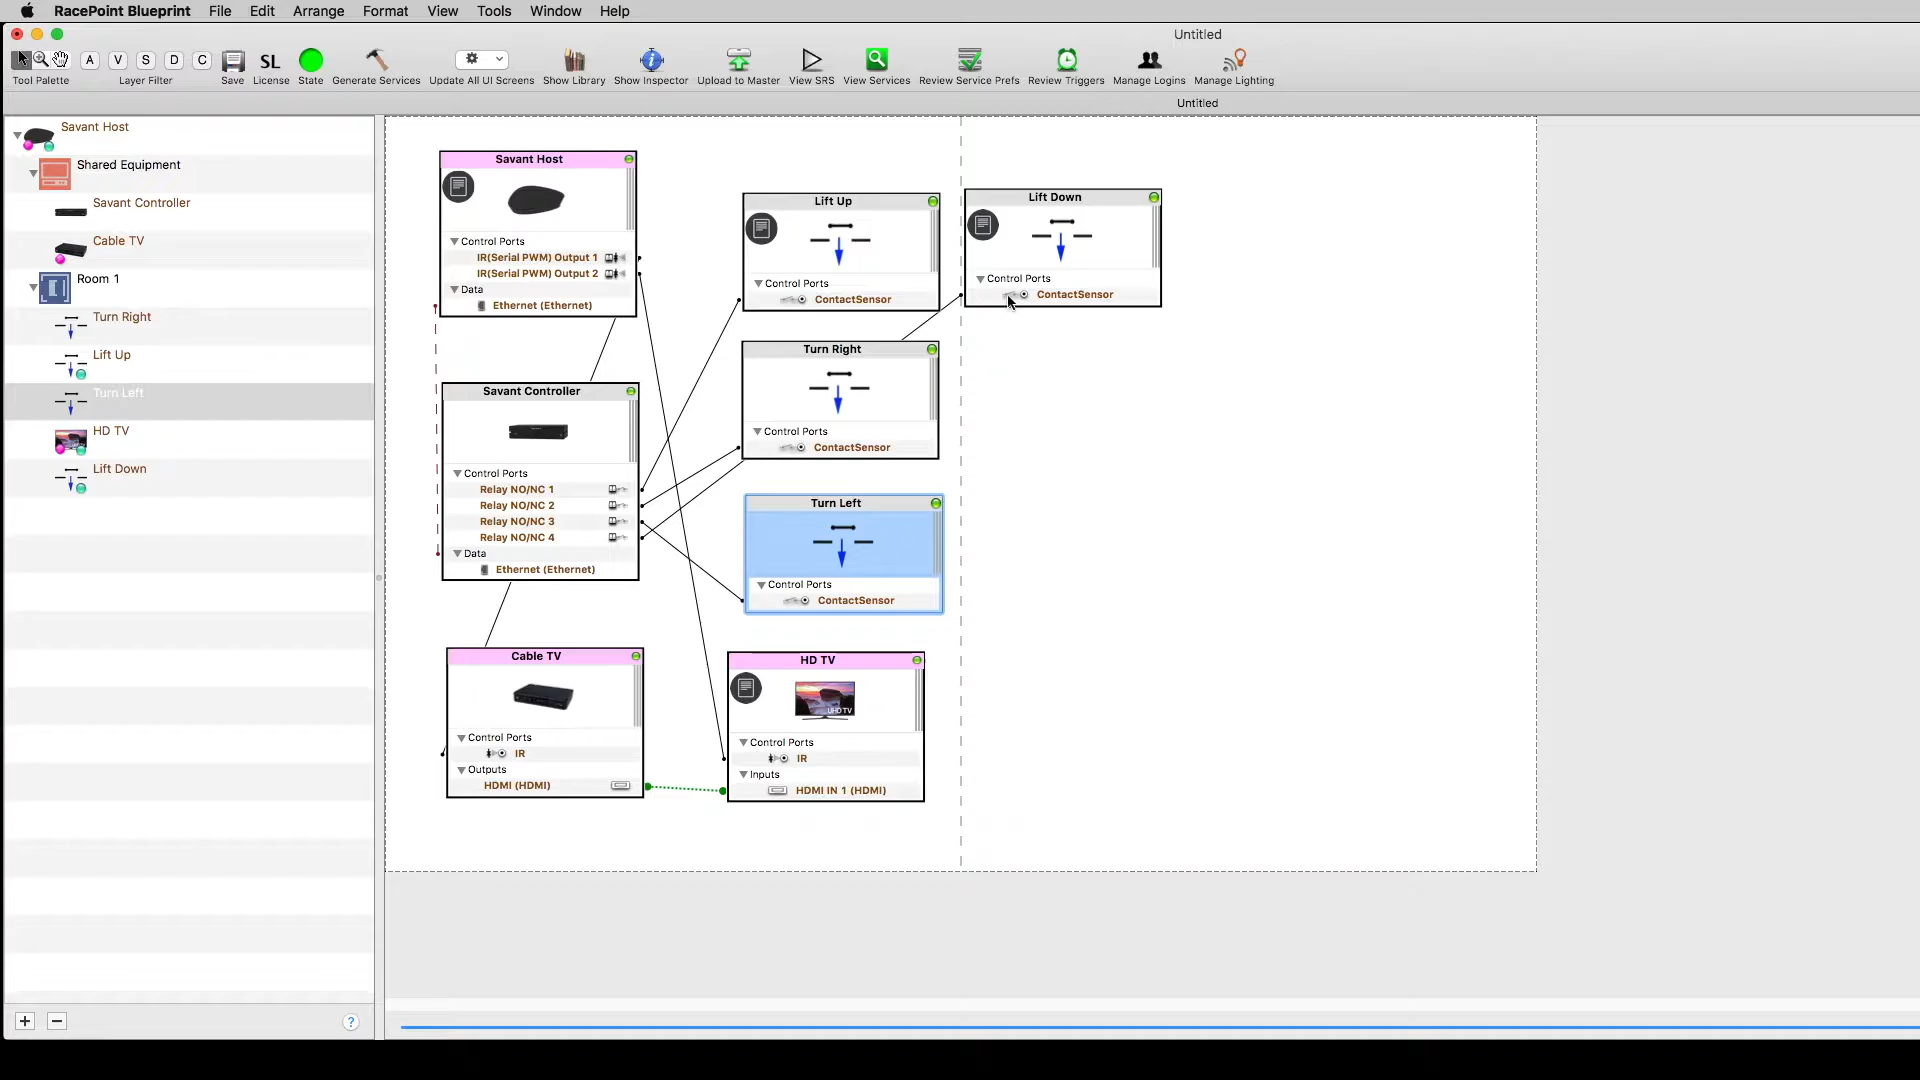 RacePoint Blueprint File Edit Arrange Format View Tools Window Help
Untitled
A V S D C SL
Tool Palette Layer Filter Save License State Generate Services Update All UI Screens Show Library Show Inspector Upload to Master View SRS View Services Review Service Prefs Review Triggers Manage Logins Manage Lighting
Untitled
Savant Host
Shared Equipment
Savant Controller
Cable TV
Room 1
Turn Right
Lift Up
Turn Left
HD TV
Lift Down
Savant Host
Control Ports
IR(Serial PWM) Output 1
IR(Serial PWM) Output 2
Data
Ethernet (Ethernet)
Savant Controller
Control Ports
Relay NO/NC 1
Relay NO/NC 2
Relay NO/NC 3
Relay NO/NC 4
Data
Ethernet (Ethernet)
Cable TV
Control Ports
IR
Outputs
HDMI (HDMI)
Lift Up
Control Ports
ContactSensor
Turn Right
Control Ports
ContactSensor
Turn Left
Control Ports
ContactSensor
HD TV
UHD TV
Control Ports
IR
Inputs
HDMI IN 1 (HDMI)
Lift Down
Control Ports
ContactSensor
+ − ?